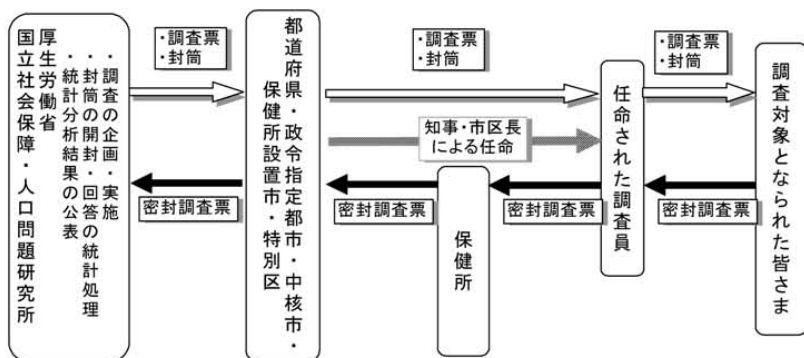 厚生労働省
国立社会保障・人口問題研究所
・調査の企画・実施
・封筒の開封・回答の統計処理
・統計分析結果の公表
・調査票
・封筒
密封調査票
都道府県・政令指定都市・中核市・
保健所設置市・特別区
・調査票
・封筒
知事・市区長
による任命
密封調査票
保健所
密封調査票
任命された調査員
・調査票
・封筒
密封調査票
調査対象となられた皆さま